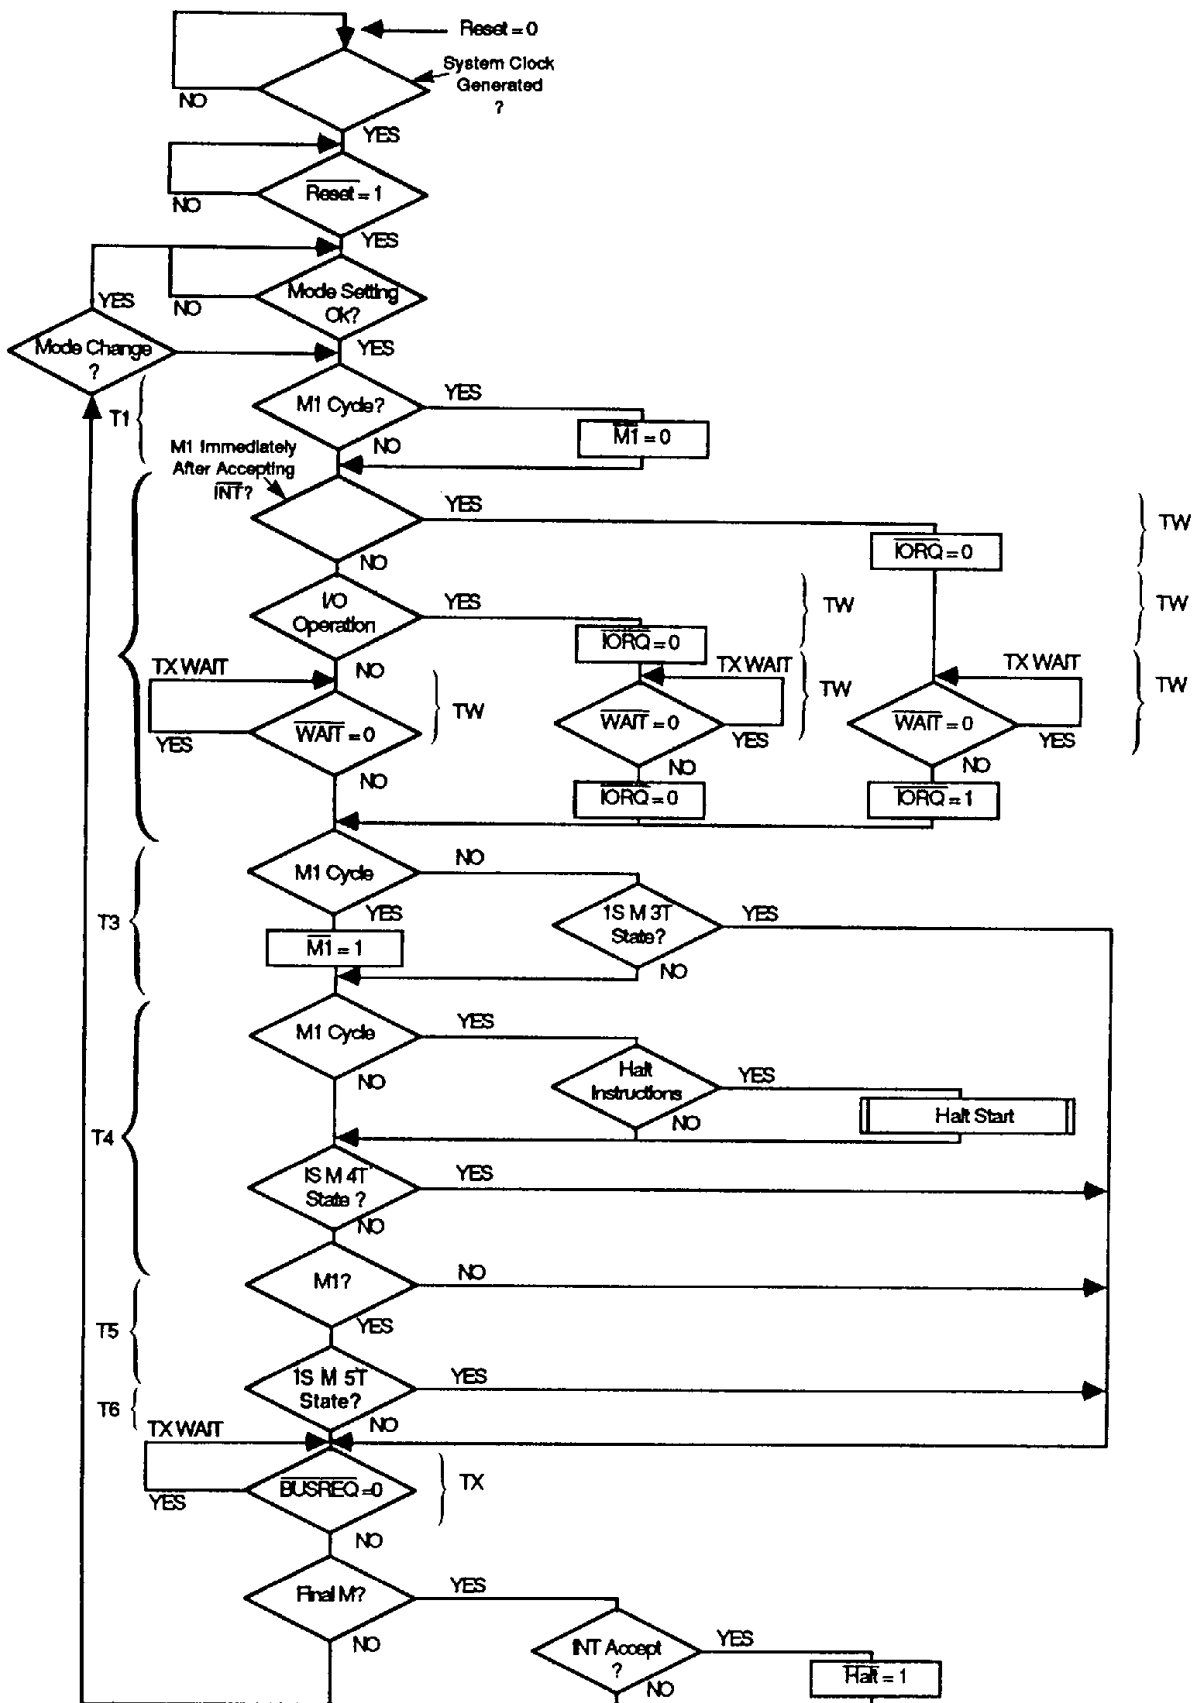 Reset = 0
System Clock
Generated
?
NO
YES
Reset = 1
NO
YES
YES
NO
Mode Setting
Ok?
Mode Change
?
YES
T1
M1 Cycle?
YES
M1 = 0
NO
M1 Immediately
After Accepting
INT?
YES
TW
IORQ = 0
NO
I/O
Operation
YES
TW
TW
IORQ = 0
NO
TX WAIT
TX WAIT
TX WAIT
TW
TW
TW
WAIT = 0
WAIT = 0
WAIT = 0
YES
YES
YES
NO
NO
NO
IORQ = 0
IORQ = 1
M1 Cycle
NO
T3
YES
1S M 3T
State?
YES
M1 = 1
NO
M1 Cycle
YES
Halt
Instructions
YES
NO
NO
Halt Start
T4
IS M 4T
State ?
YES
NO
M1?
NO
T5
YES
1S M 5T
State?
YES
T6
NO
TX WAIT
BUSREQ =0
TX
YES
NO
Final M?
YES
NO
INT Accept
?
YES
Halt = 1
NO